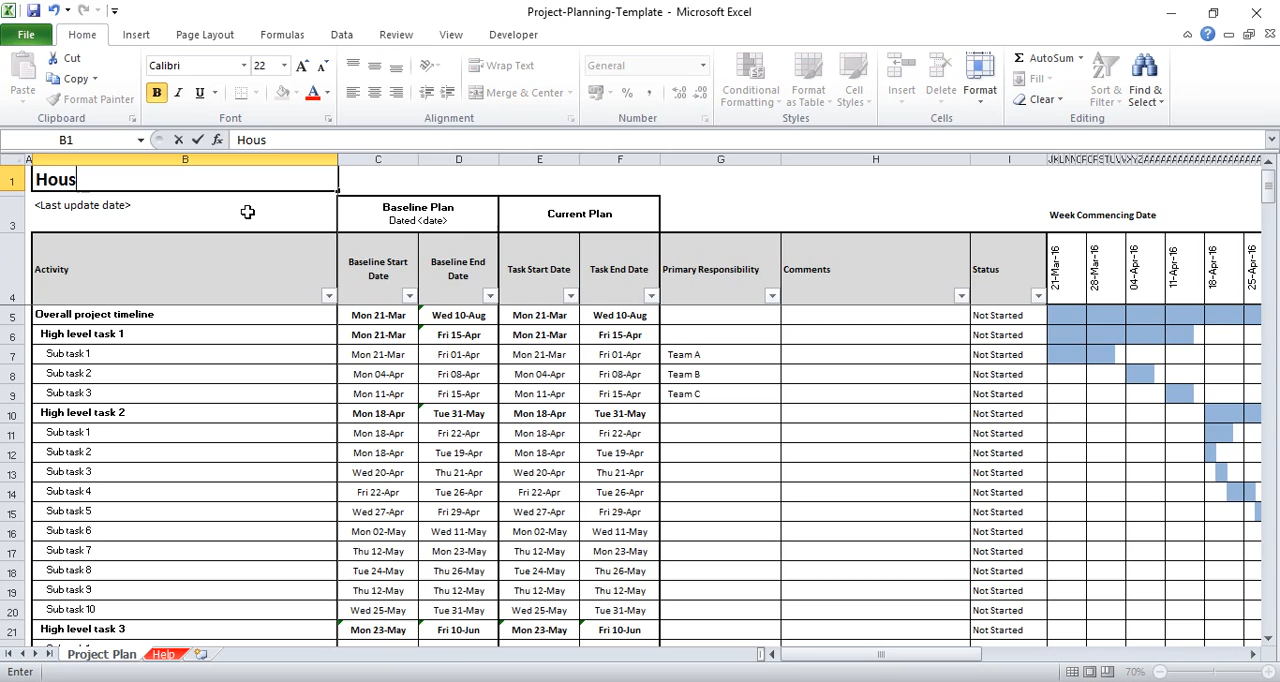 Project-Planning-Template - Microsoft Excel
File Home Insert Page Layout Formulas Data Review View Developer
Paste
Cut
Copy
Format Painter
Clipboard
Calibri 22
B I U
Font
Wrap Text
Merge & Center
Alignment
General
Number
Conditional Formatting
Format as Table
Cell Styles
Styles
Insert Delete Format
Cells
AutoSum
Fill
Clear
Sort & Filter
Find & Select
Editing
B1 fx Hous
A B C D E F G H I
1 Hous
3 <Last update date> Baseline Plan Dated <date> Current Plan Week Commencing Date
4 Activity Baseline Start Date Baseline End Date Task Start Date Task End Date Primary Responsibility Comments Status 21-Mar-16 28-Mar-16 04-Apr-16 11-Apr-16 18-Apr-16 25-Apr-16
5 Overall project timeline Mon 21-Mar Wed 10-Aug Mon 21-Mar Wed 10-Aug Not Started
6 High level task 1 Mon 21-Mar Fri 15-Apr Mon 21-Mar Fri 15-Apr Not Started
7 Sub task 1 Mon 21-Mar Fri 01-Apr Mon 21-Mar Fri 01-Apr Team A Not Started
8 Sub task 2 Mon 04-Apr Fri 08-Apr Mon 04-Apr Fri 08-Apr Team B Not Started
9 Sub task 3 Mon 11-Apr Fri 15-Apr Mon 11-Apr Fri 15-Apr Team C Not Started
10 High level task 2 Mon 18-Apr Tue 31-May Mon 18-Apr Tue 31-May Not Started
11 Sub task 1 Mon 18-Apr Fri 22-Apr Mon 18-Apr Fri 22-Apr Not Started
12 Sub task 2 Mon 18-Apr Tue 19-Apr Mon 18-Apr Tue 19-Apr Not Started
13 Sub task 3 Wed 20-Apr Thu 21-Apr Wed 20-Apr Thu 21-Apr Not Started
14 Sub task 4 Fri 22-Apr Tue 26-Apr Fri 22-Apr Tue 26-Apr Not Started
15 Sub task 5 Wed 27-Apr Fri 29-Apr Wed 27-Apr Fri 29-Apr Not Started
16 Sub task 6 Mon 02-May Wed 11-May Mon 02-May Wed 11-May Not Started
17 Sub task 7 Thu 12-May Mon 23-May Thu 12-May Mon 23-May Not Started
18 Sub task 8 Tue 24-May Thu 26-May Tue 24-May Thu 26-May Not Started
19 Sub task 9 Thu 12-May Thu 12-May Thu 12-May Thu 12-May Not Started
20 Sub task 10 Wed 25-May Tue 31-May Wed 25-May Tue 31-May Not Started
21 High level task 3 Mon 23-May Fri 10-Jun Mon 23-May Fri 10-Jun Not Started
Project Plan Help
Enter 70%